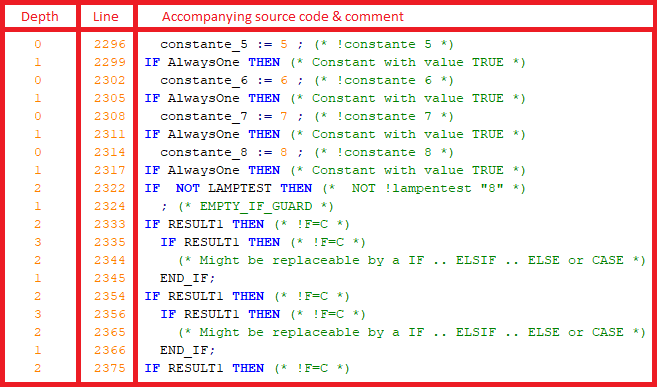 Depth Line Accompanying source code & comment
0 2296 constante_5 := 5 ; (* !constante 5 *)
1 2299 IF AlwaysOne THEN (* Constant with value TRUE *)
0 2302 constante_6 := 6 ; (* !constante 6 *)
1 2305 IF AlwaysOne THEN (* Constant with value TRUE *)
0 2308 constante_7 := 7 ; (* !constante 7 *)
1 2311 IF AlwaysOne THEN (* Constant with value TRUE *)
0 2314 constante_8 := 8 ; (* !constante 8 *)
1 2317 IF AlwaysOne THEN (* Constant with value TRUE *)
2 2322 IF NOT LAMPTEST THEN (* NOT !lampentest "8" *)
1 2324 ; (* EMPTY_IF_GUARD *)
2 2333 IF RESULT1 THEN (* !F=C *)
3 2335 IF RESULT1 THEN (* !F=C *)
2 2344 (* Might be replaceable by a IF .. ELSIF .. ELSE or CASE *)
1 2345 END_IF;
2 2354 IF RESULT1 THEN (* !F=C *)
3 2356 IF RESULT1 THEN (* !F=C *)
2 2365 (* Might be replaceable by a IF .. ELSIF .. ELSE or CASE *)
1 2366 END_IF;
2 2375 IF RESULT1 THEN (* !F=C *)